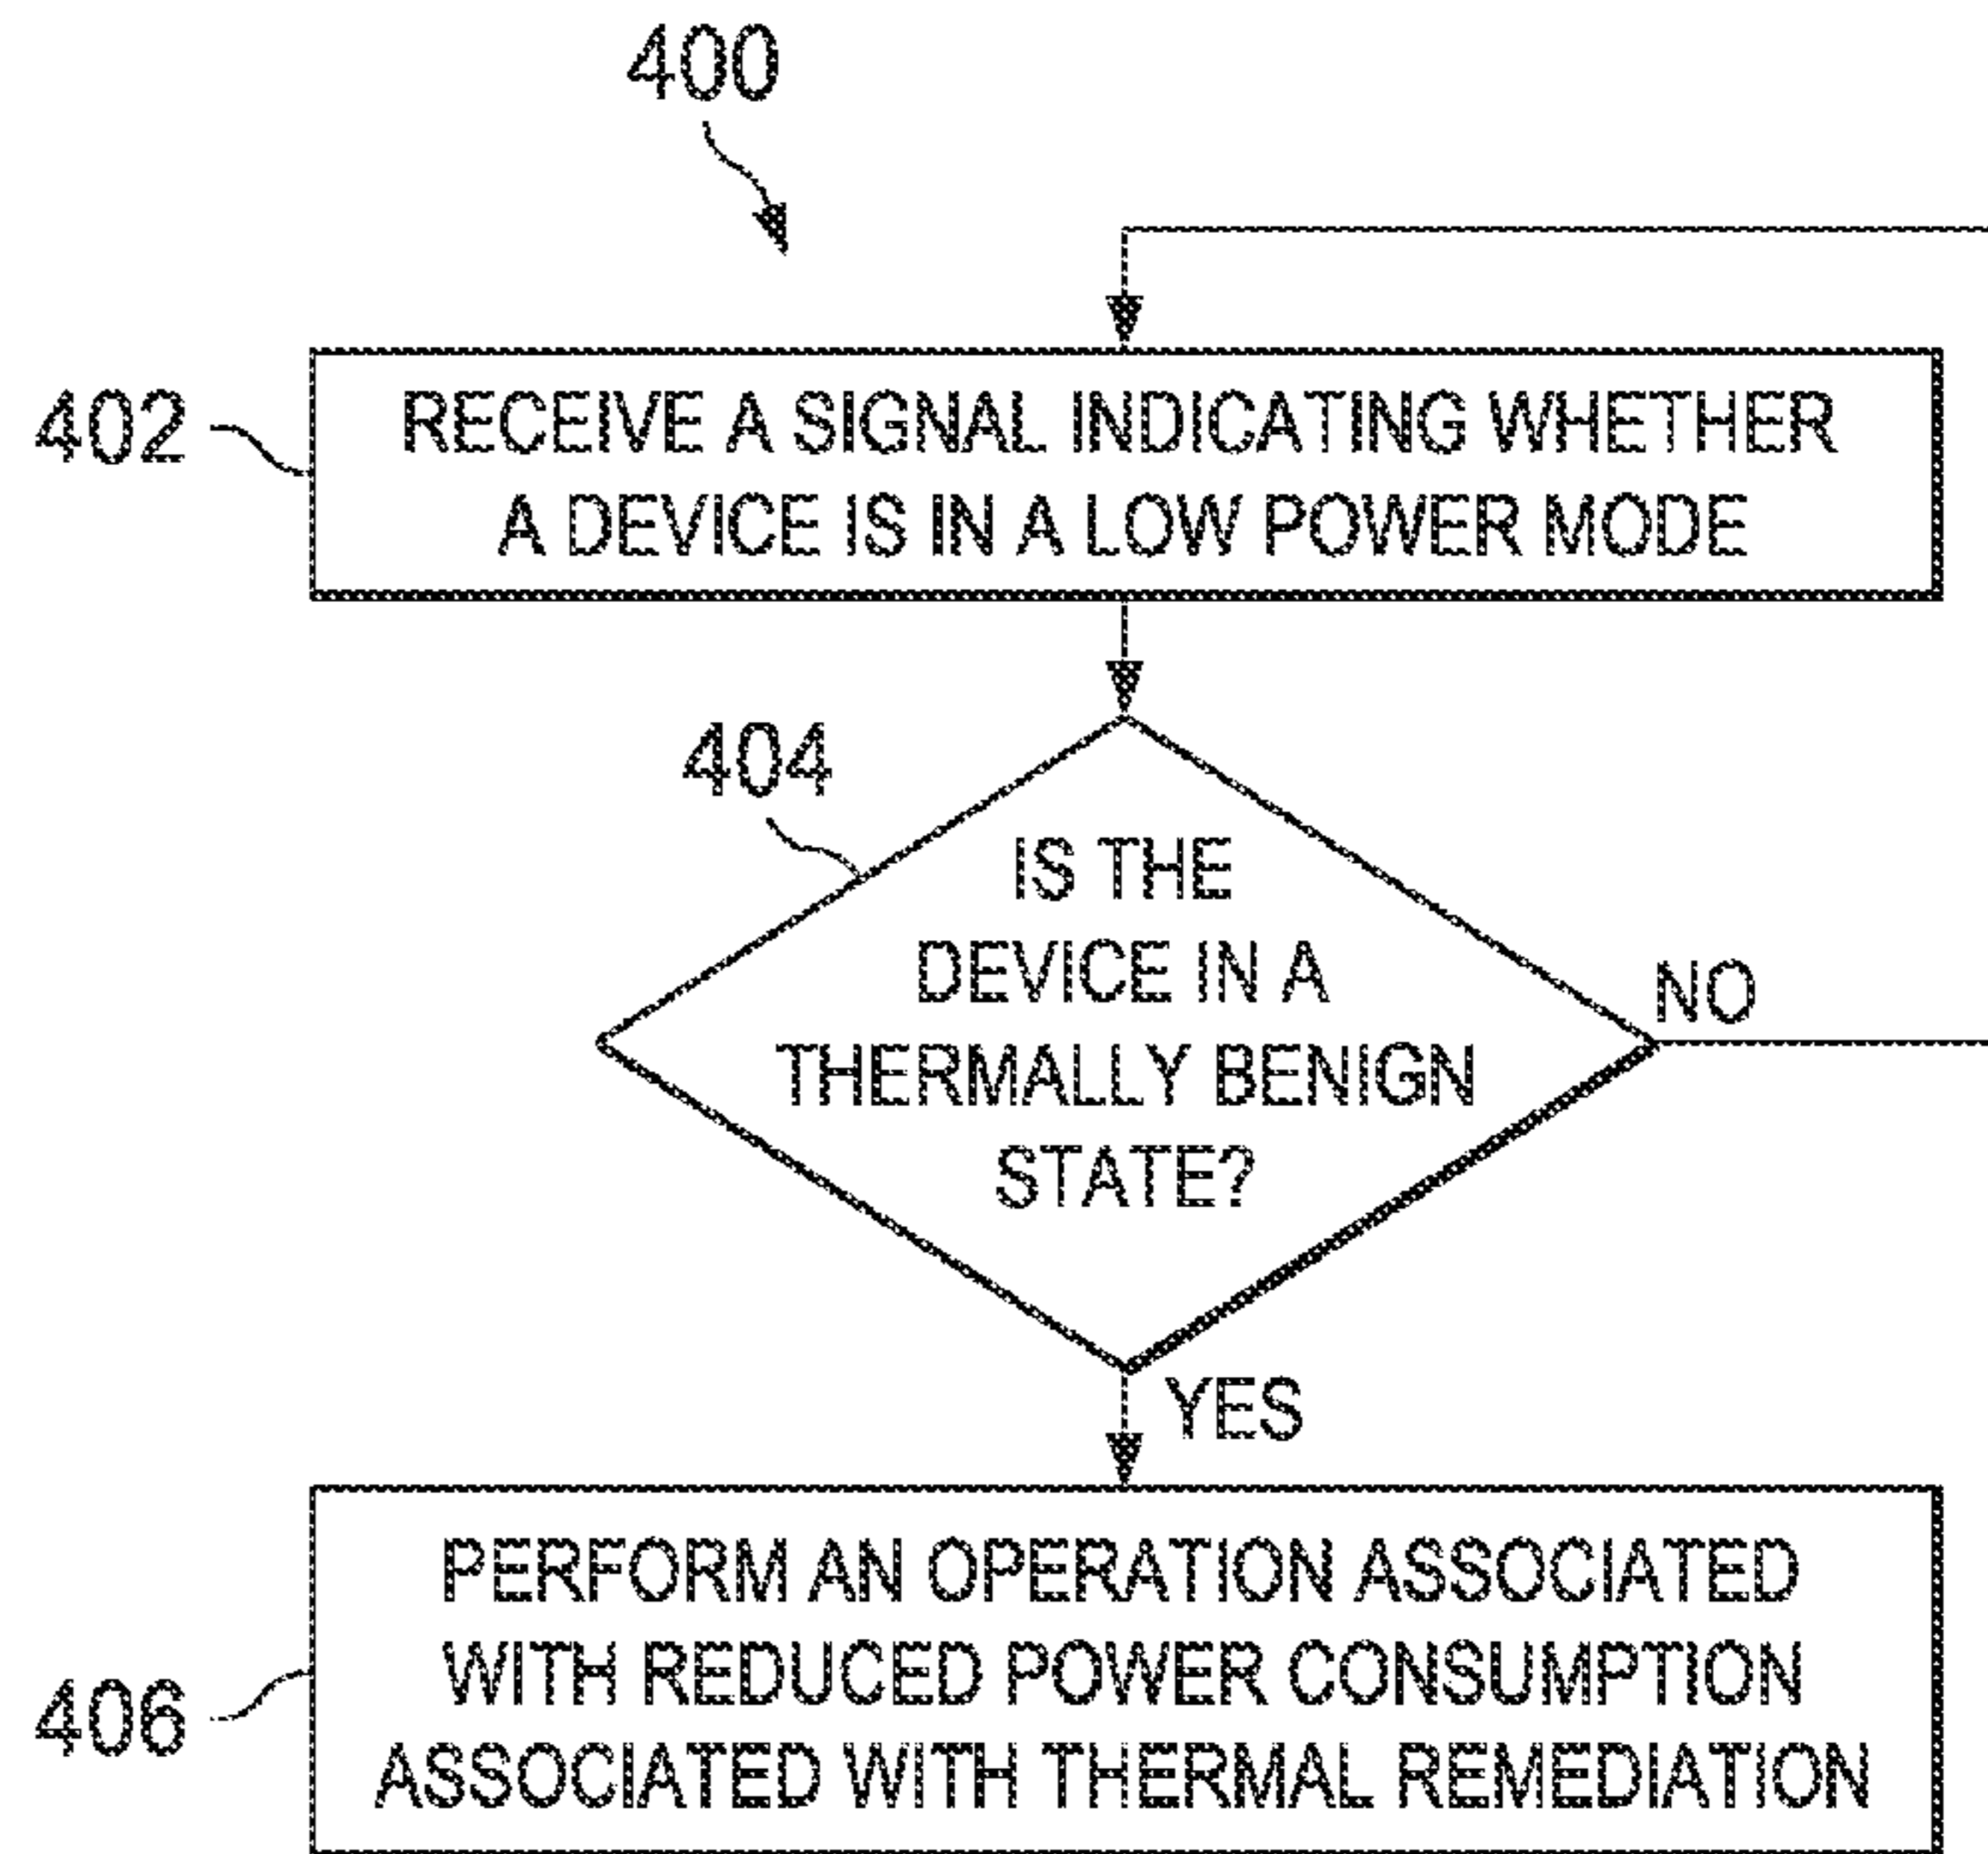 400
402
RECEIVE A SIGNAL INDICATING WHETHER
A DEVICE IS IN A LOW POWER MODE
404
IS THE
DEVICE IN A
THERMALLY BENIGN
STATE?
NO
YES
406
PERFORM AN OPERATION ASSOCIATED
WITH REDUCED POWER CONSUMPTION
ASSOCIATED WITH THERMAL REMEDIATION